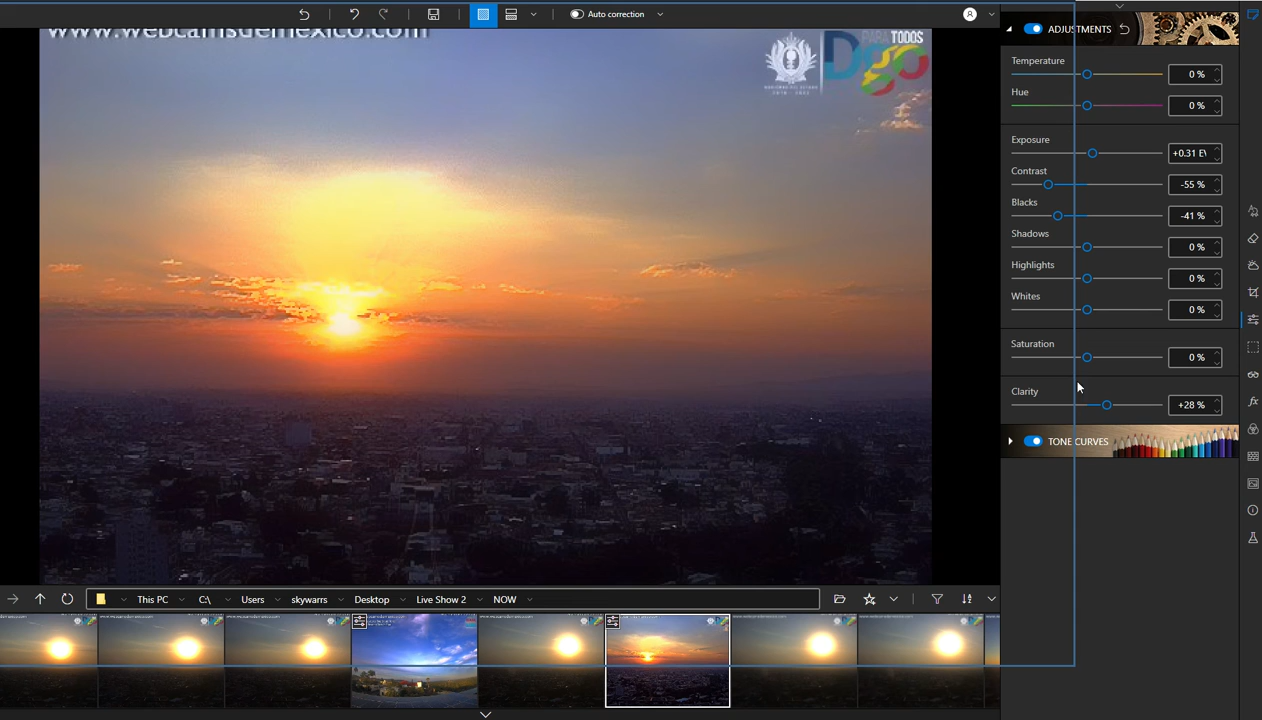 Auto correction
www.webcamsdemexico.com
PARA TODOS
Dgo
ADJUSTMENTS
Temperature
0 %
Hue
0 %
Exposure
+0.31 E\
Contrast
-55 %
Blacks
-41 %
Shadows
0 %
Highlights
0 %
Whites
0 %
Saturation
0 %
Clarity
+28 %
TONE CURVES
This PC
C:\
Users
skywarrs
Desktop
Live Show 2
NOW